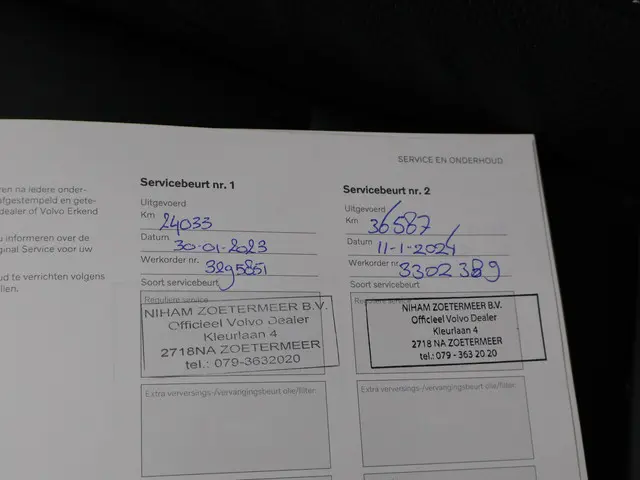 SERVICE EN ONDERHOUD
ren na iedere onder-
afgestempeld en gete-
dealer of Volvo Erkend
u informeren over de
ginal Service voor uw
ud te verrichten volgens
llen.
Servicebeurt nr. 1
Uitgevoerd
Km 24033
Datum 30-01-2023
Werkorder nr. 3295851
Soort servicebeurt
Reguliere service
NIHAM ZOETERMEER B.V.
Officieel Volvo Dealer
Kleurlaan 4
2718NA ZOETERMEER
tel.: 079-3632020
Extra verversings-/vervangingsbeurt olie/filter
Servicebeurt nr. 2
Uitgevoerd
Km 36587
Datum 11-1-2024
Werkorder nr. 3302389
Soort servicebeurt
Reguliere service
NIHAM ZOETERMEER B.V.
Officieel Volvo Dealer
Kleurlaan 4
2718 NA ZOETERMEER
tel.: 079 - 363 20 20
Extra verversings-/vervangingsbeurt olie/filter